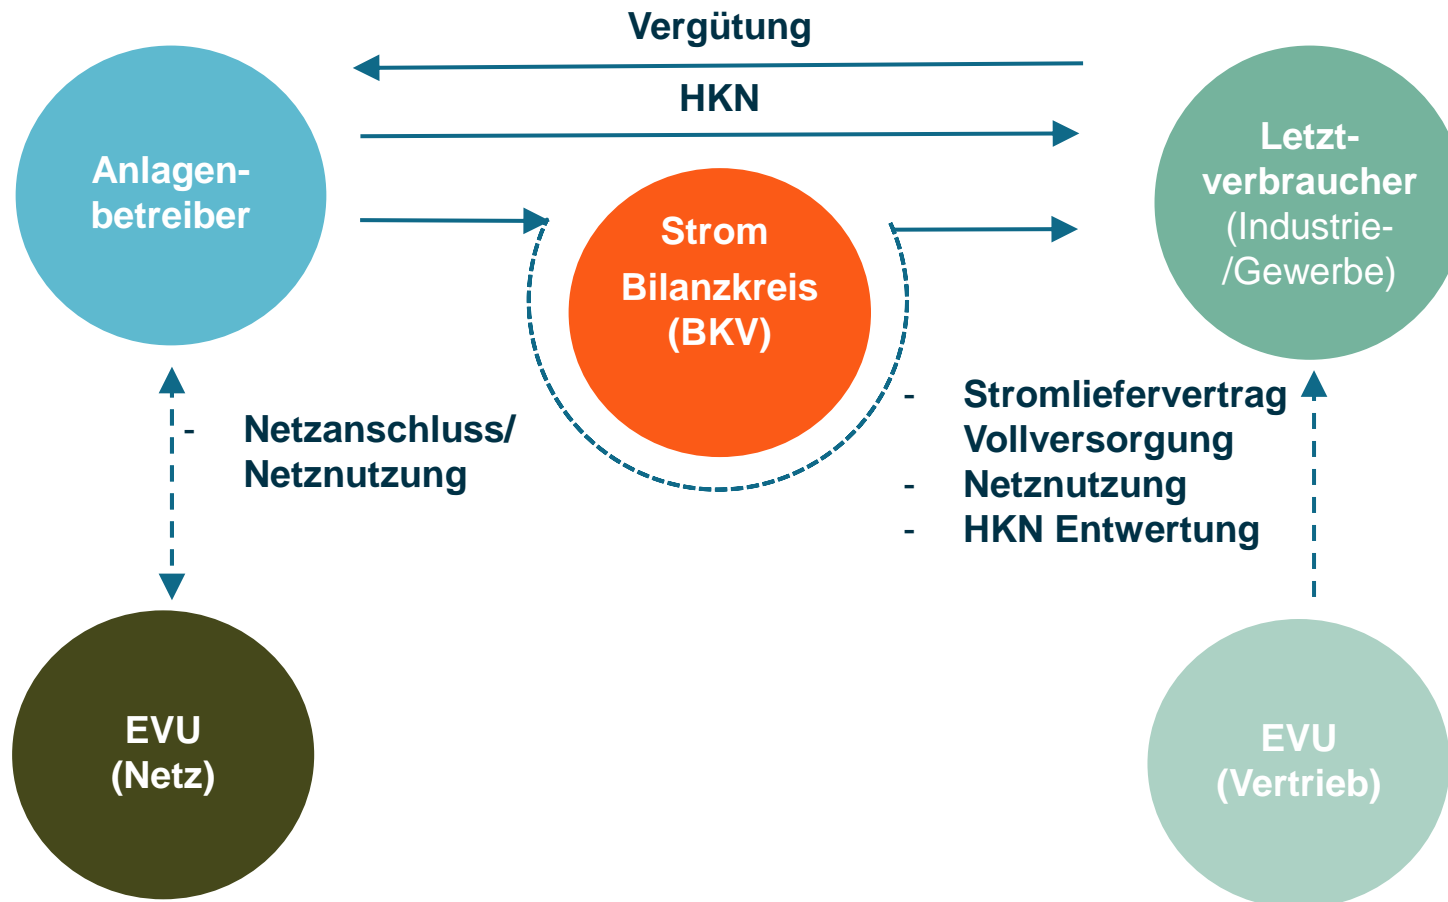 Vergütung
HKN
Anlagen-
betreiber
Strom
Bilanzkreis
(BKV)
Letzt-
verbraucher
(Industrie-
/Gewerbe)
- Netzanschluss/
Netznutzung
- Stromliefervertrag
Vollversorgung
- Netznutzung
- HKN Entwertung
EVU
(Netz)
EVU
(Vertrieb)